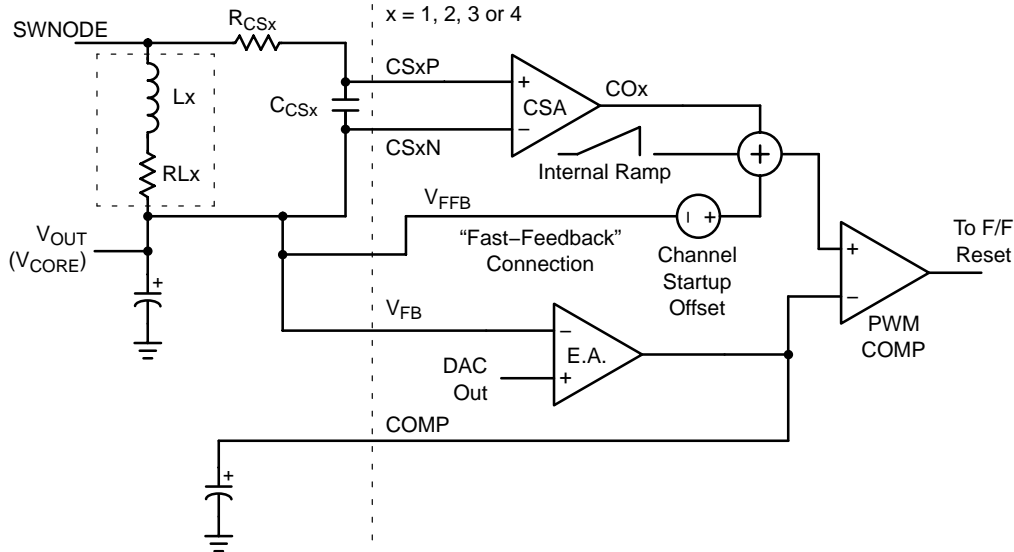 x = 1, 2, 3 or 4
SWNODE
RCSx
CSxP
COx
Lx
CCSx
+
CSA
−
CSxN
Internal Ramp
+
RLx
VFFB
− +
VOUT
(VCORE)
“Fast−Feedback”
Connection
Channel
Startup
Offset
+
−
To F/F
Reset
PWM
COMP
+
VFB
−
E.A.
+
DAC
Out
COMP
+